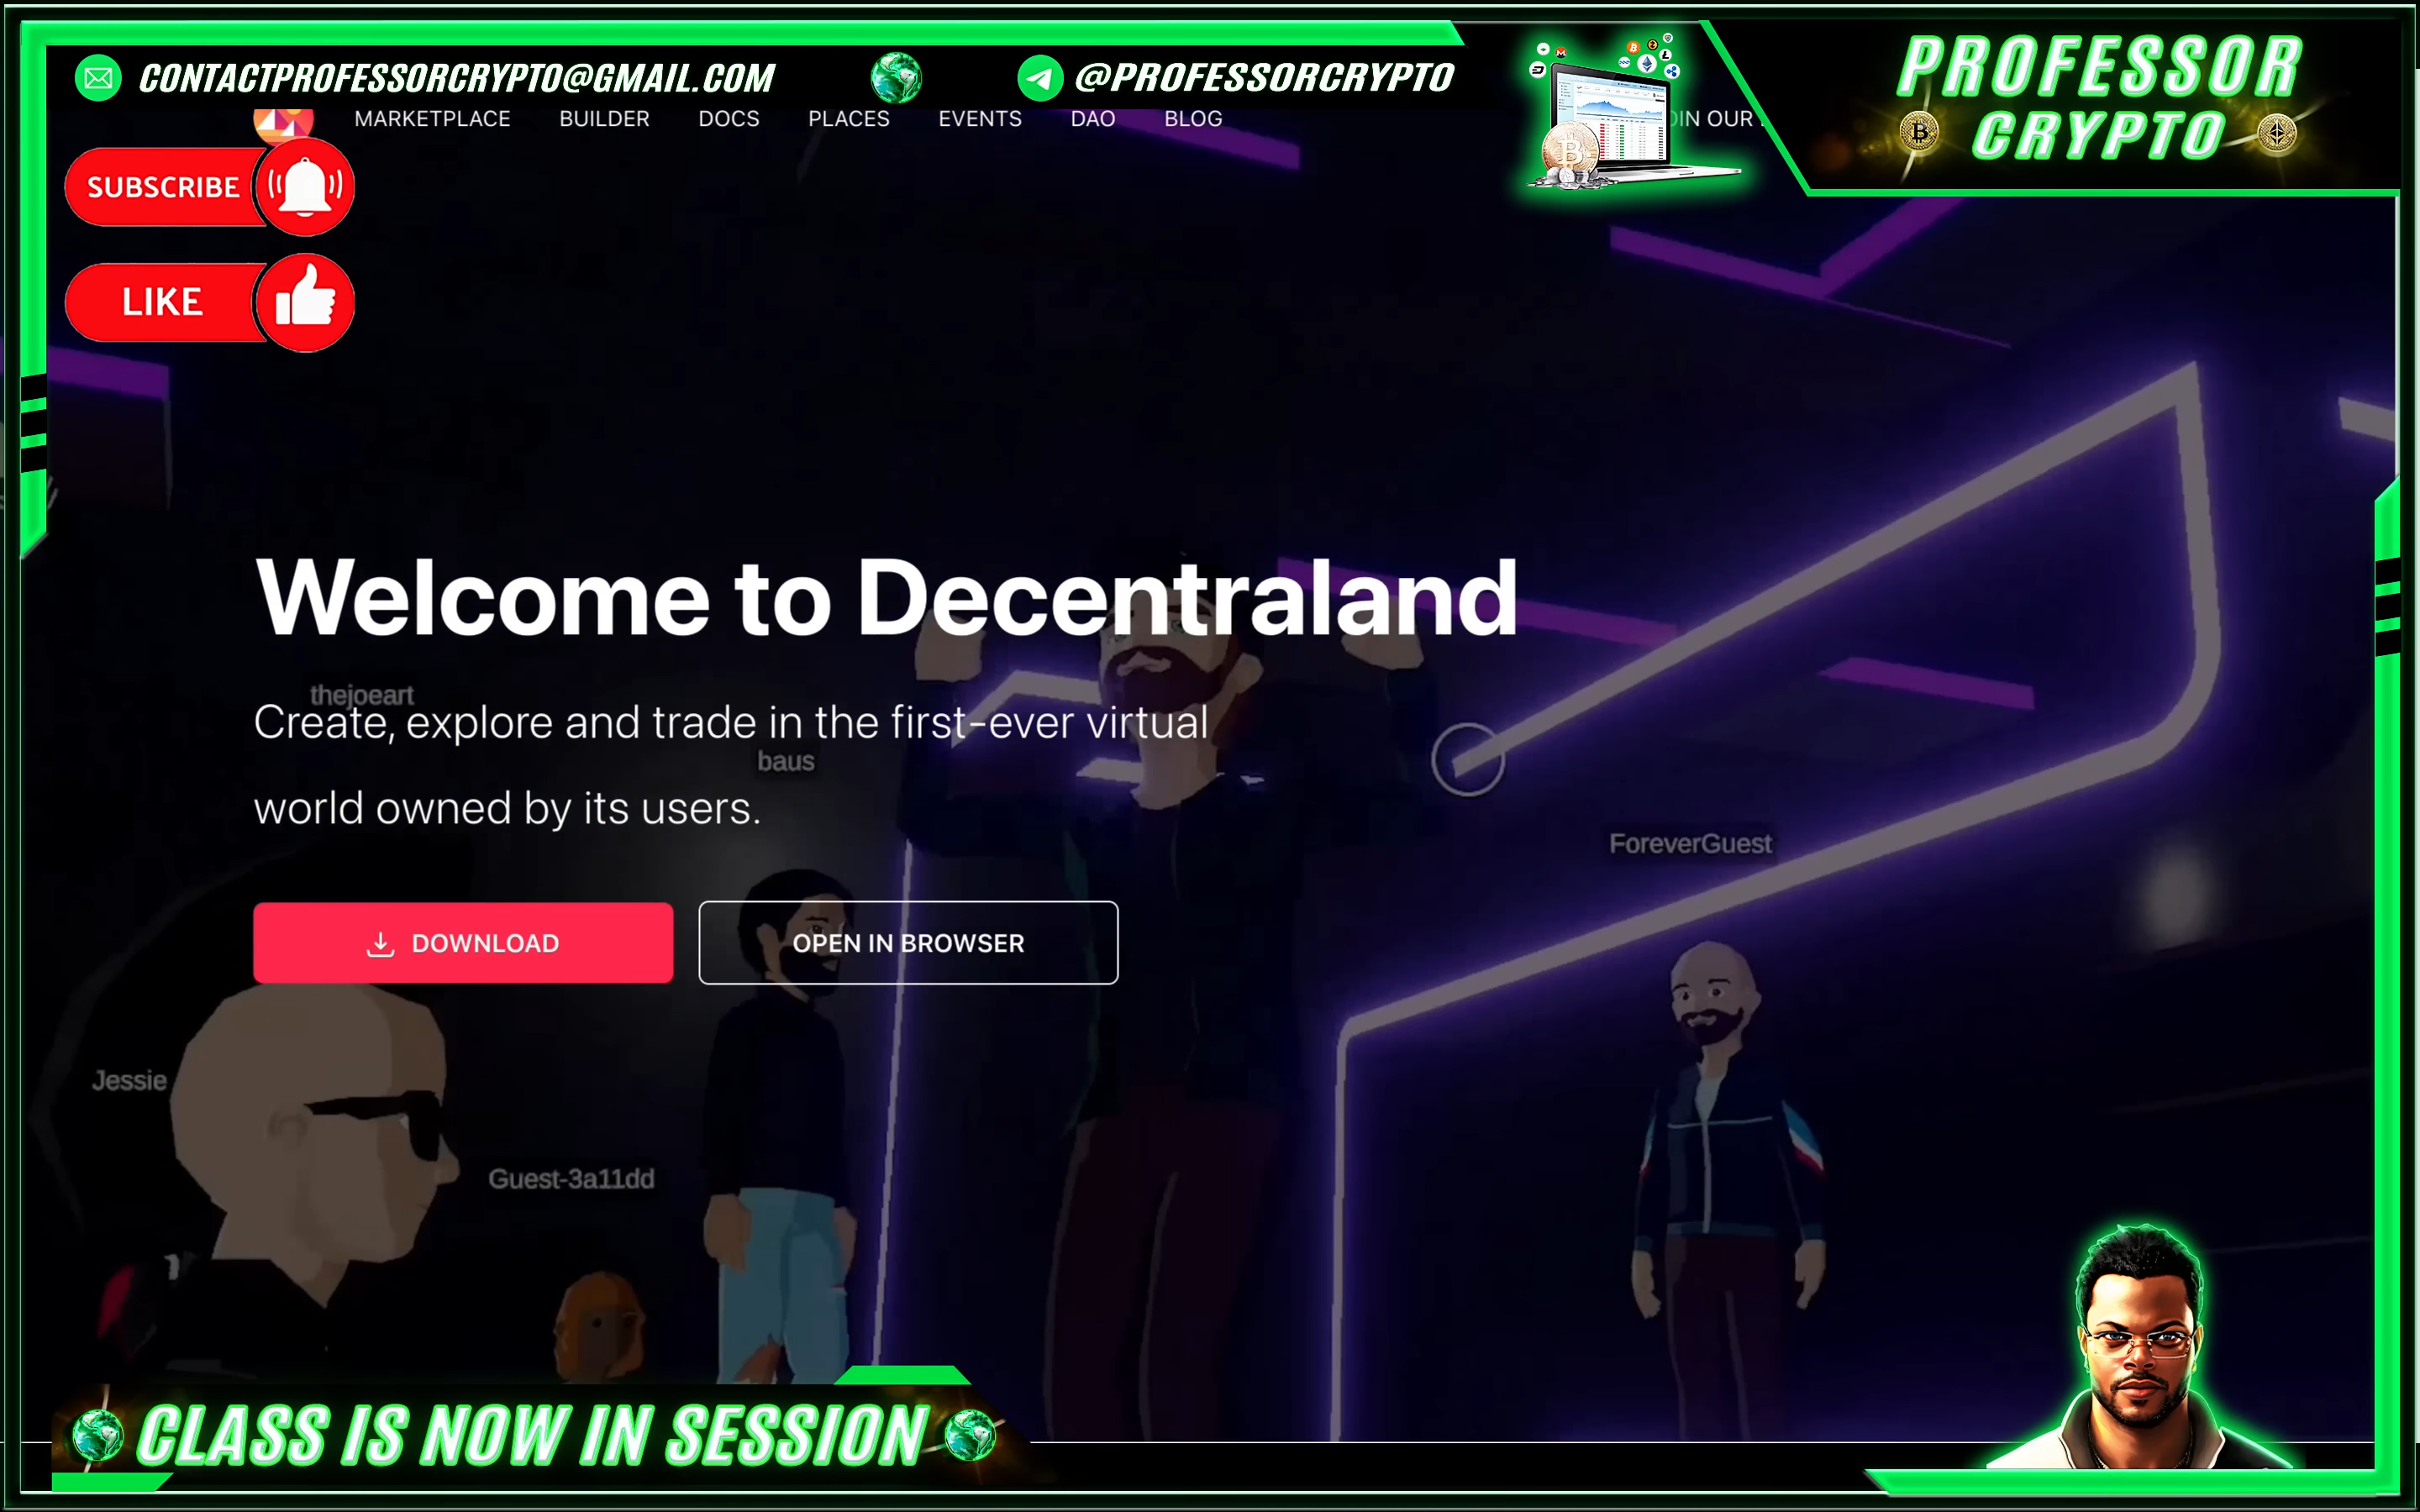 CONTACTPROFESSORCRYPTO@GMAIL.COM
@PROFESSORCRYPTO
PROFESSOR
CRYPTO
MARKETPLACE BUILDER DOCS PLACES EVENTS DAO BLOG
OIN OUR
SUBSCRIBE
LIKE
Welcome to Decentraland
thejoeart
Create, explore and trade in the first-ever virtual
baus
world owned by its users.
ForeverGuest
DOWNLOAD
OPEN IN BROWSER
Jessie
Guest-3a11dd
CLASS IS NOW IN SESSION